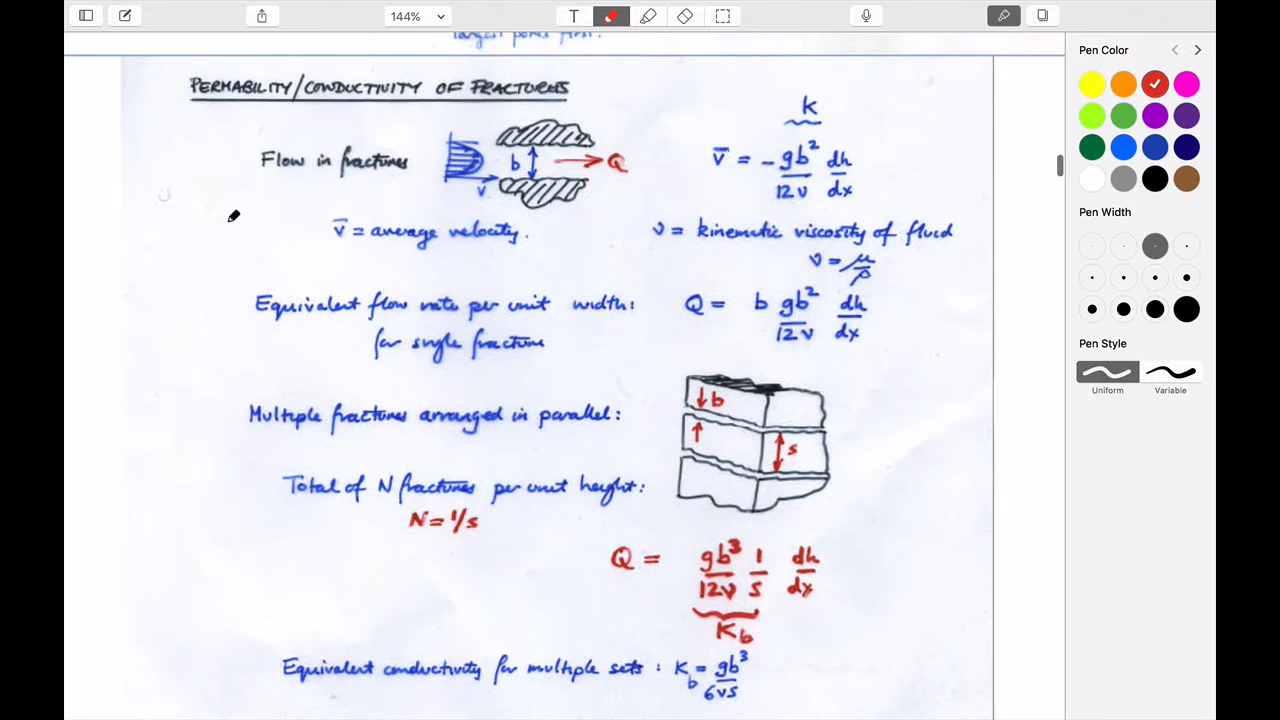 144%
T
largest pores first.
PERMABILITY/CONDUCTIVITY OF FRACTURES
Flow in fractures
b
v
Q
K
v̄ = - gb²/12ν dh/dx
v̄ = average velocity.
ν = kinematic viscosity of fluid
ν = μ/ρ
Equivalent flow rate per unit width:
for single fracture
Q = b gb²/12ν dh/dx
Multiple fractures arranged in parallel:
b
s
Total of N fractures per unit height:
N = 1/s
Q = gb³/12ν 1/s dh/dx
K_b
Equivalent conductivity for multiple sets : K_b = gb³/6νs
Pen Color
Pen Width
Pen Style
Uniform
Variable